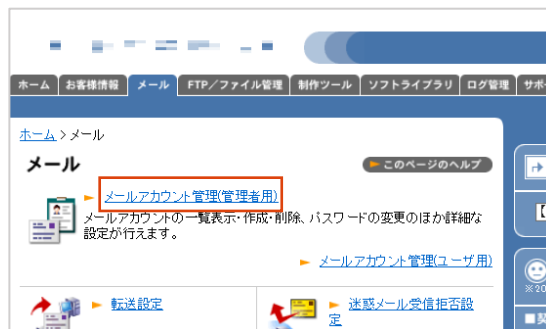 ホーム お客様情報 メール FTP／ファイル管理 制作ツール ソフトライブラリ ログ管理 サポ
ホーム > メール
メール
このページのヘルプ
メールアカウント管理(管理者用)
メールアカウントの一覧表示・作成・削除、パスワードの変更のほか詳細な
設定が行えます。
メールアカウント管理(ユーザ用)
転送設定
迷惑メール受信拒否設
定
※20
■契